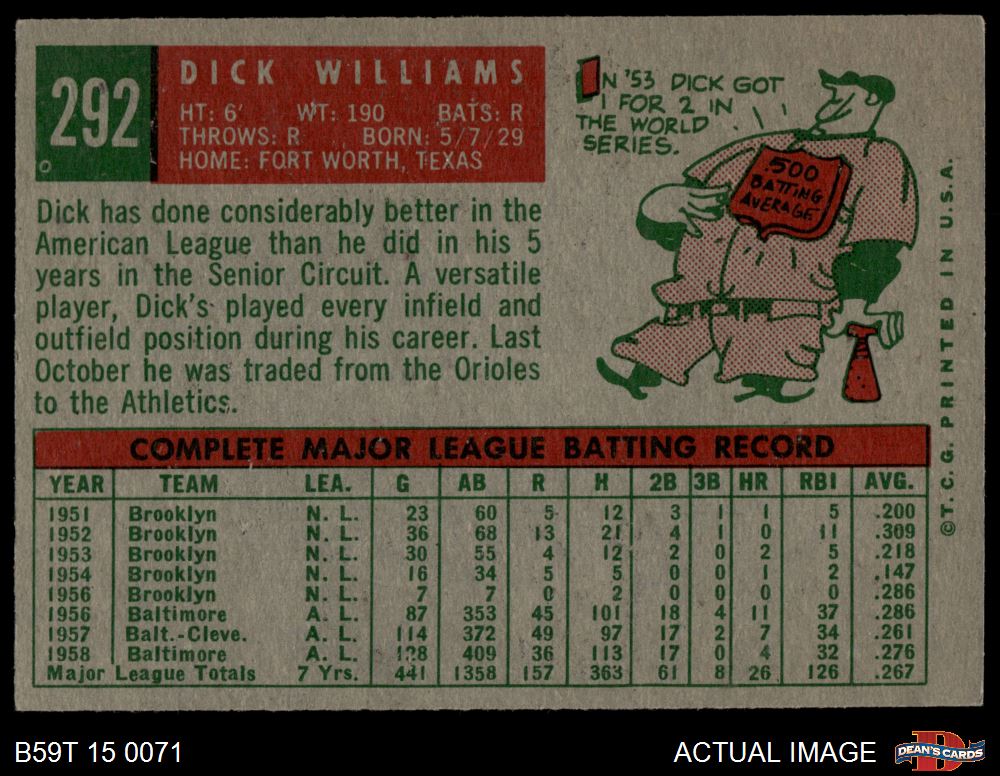 292
DICK WILLIAMS
HT: 6' WT: 190 BATS: R
THROWS: R BORN: 5/7/29
HOME: FORT WORTH, TEXAS
IN '53 DICK GOT
1 FOR 2 IN
THE WORLD
SERIES.
.500
BATTING
AVERAGE
Dick has done considerably better in the
American League than he did in his 5
years in the Senior Circuit. A versatile
player, Dick's played every infield and
outfield position during his career. Last
October he was traded from the Orioles
to the Athletics.
COMPLETE MAJOR LEAGUE BATTING RECORD
YEAR TEAM LEA. G AB R H 2B 3B HR RBI AVG.
1951 Brooklyn N. L. 23 60 5 12 3 1 1 5 .200
1952 Brooklyn N. L. 36 68 13 21 4 1 0 11 .309
1953 Brooklyn N. L. 30 55 4 12 2 0 2 5 .218
1954 Brooklyn N. L. 16 34 5 5 0 0 1 2 .147
1956 Brooklyn N. L. 7 7 0 2 0 0 0 0 .286
1956 Baltimore A. L. 87 353 45 101 18 4 11 37 .286
1957 Balt.-Cleve. A. L. 114 372 49 97 17 2 7 34 .261
1958 Baltimore A. L. 128 409 36 113 17 0 4 32 .276
Major League Totals 7 Yrs. 441 1358 157 363 61 8 26 126 .267
©T. C. G. PRINTED IN U.S.A.
B59T 15 0071
ACTUAL IMAGE
DEAN'S CARDS